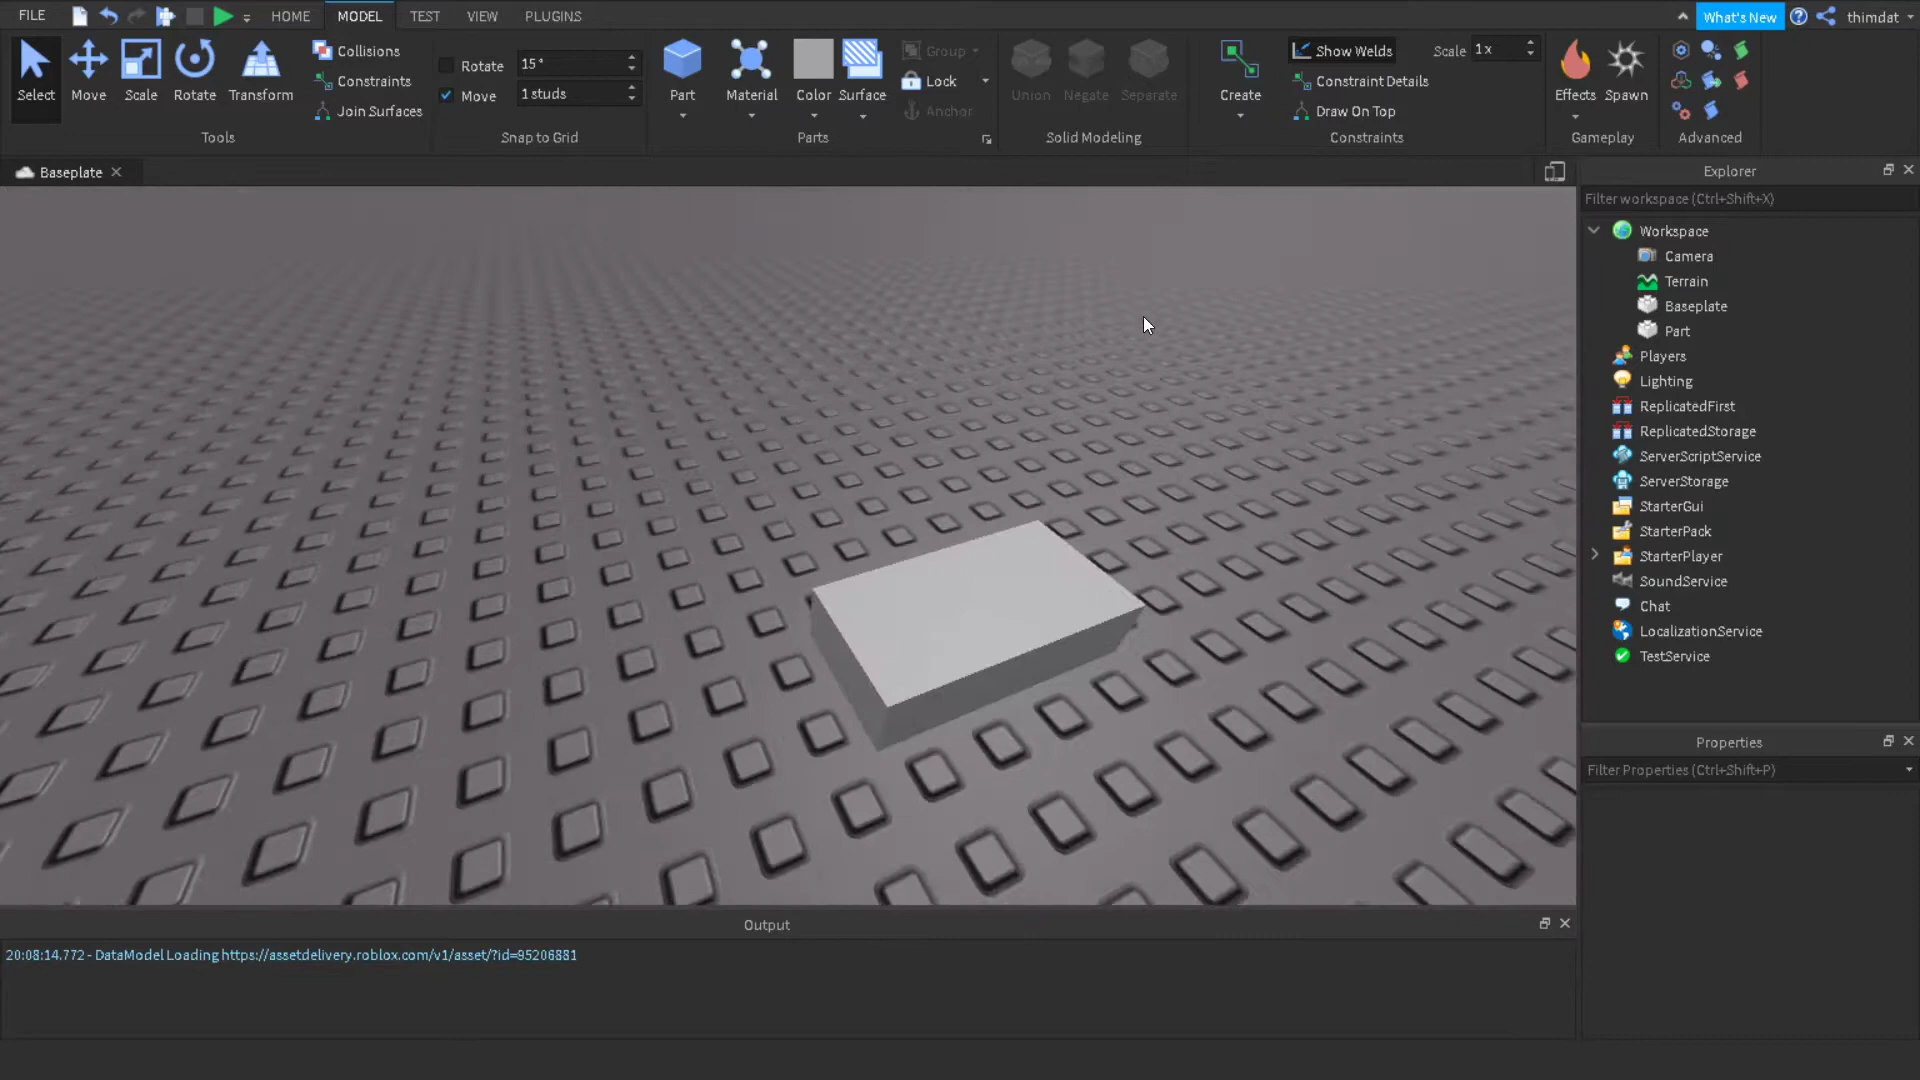 FILE
HOME
MODEL
TEST
VIEW
PLUGINS
What's New
thimdat
Select
Move
Scale
Rotate
Transform
Collisions
Constraints
Join Surfaces
Tools
Rotate
15°
Move
1 studs
Snap to Grid
Part
Material
Color
Surface
Group
Lock
Anchor
Parts
Union
Negate
Separate
Solid Modeling
Create
Show Welds
Constraint Details
Draw On Top
Scale
1 x
Constraints
Effects
Spawn
Gameplay
Advanced
Baseplate
Explorer
Filter workspace (Ctrl+Shift+X)
Workspace
Camera
Terrain
Baseplate
Part
Players
Lighting
ReplicatedFirst
ReplicatedStorage
ServerScriptService
ServerStorage
StarterGui
StarterPack
StarterPlayer
SoundService
Chat
LocalizationService
TestService
Properties
Filter Properties (Ctrl+Shift+P)
Output
20:08:14.772 - DataModel Loading https://assetdelivery.roblox.com/v1/asset/?id=95206881